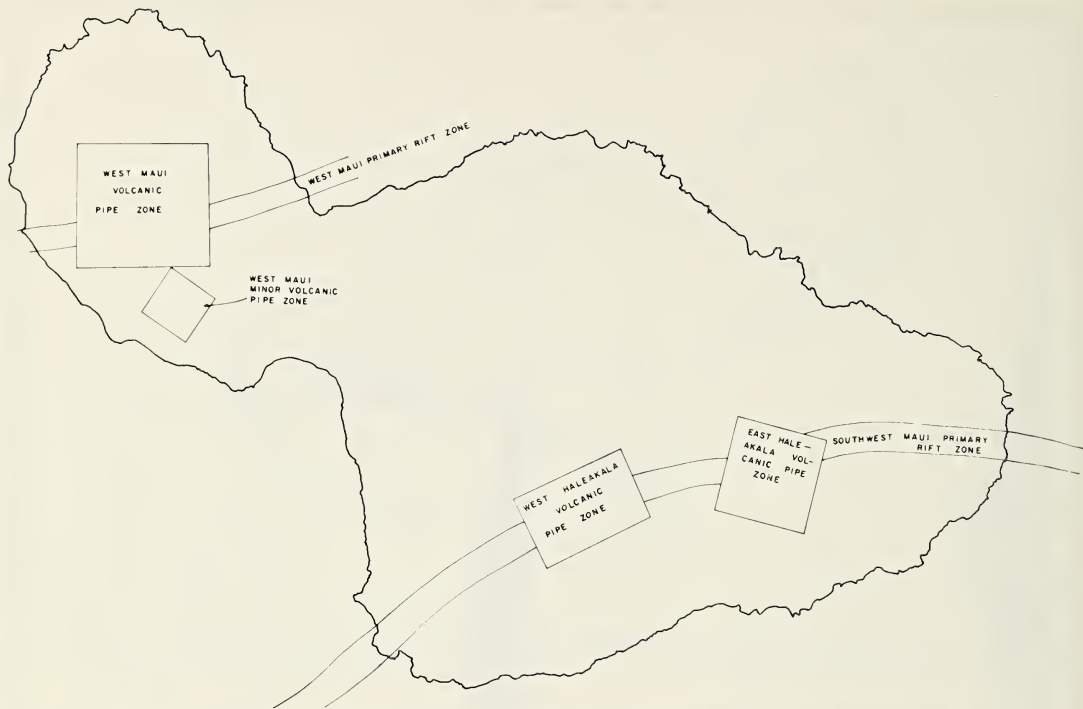 WEST MAUI
VOLCANIC
PIPE ZONE
WEST MAUI PRIMARY RIFT ZONE
WEST MAUI
MINOR VOLCANIC
PIPE ZONE
WEST HALEAKALA
VOLCANIC
PIPE ZONE
EAST HALE—
AKALA VOL-
CANIC PIPE
ZONE
SOUTHWEST MAUI PRIMARY
RIFT ZONE